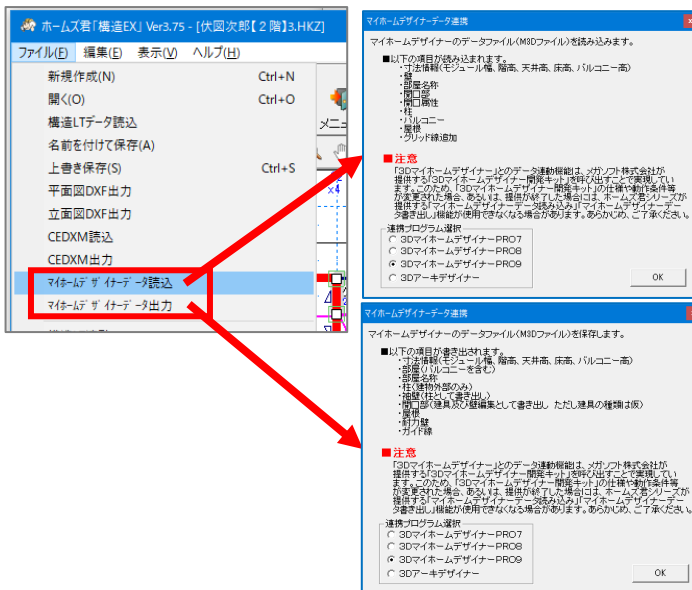 ホームズ君「構造EX」 Ver3.75 - [伏図次郎【２階】3.HKZ]
ファイル(F) 編集(E) 表示(V) ヘルプ(H)
新規作成(N) Ctrl+N
開く(O) Ctrl+O
構造LTデータ読込
名前を付けて保存(A)
上書き保存(S) Ctrl+S
平面図DXF出力
立面図DXF出力
CEDXM読込
CEDXM出力
ﾏｲﾎｰﾑﾃﾞｻﾞｲﾅｰﾃﾞｰﾀ読込
ﾏｲﾎｰﾑﾃﾞｻﾞｲﾅｰﾃﾞｰﾀ出力
メニュ
マイホームデザイナーデータ連携
マイホームデザイナーのデータファイル(M3Dファイル)を読み込みます。
■以下の項目が読み込まれます。
・寸法情報(モジュール幅、階高、天井高、床高、バルコニー高)
・壁
・部屋名称
・開口部
・開口属性
・柱
・バルコニー
・屋根
・グリッド線追加
■注意
「3Dマイホームデザイナー」とのデータ連動機能は、メガソフト株式会社が
提供する「3Dマイホームデザイナー開発キット」を呼び出すことで実現してい
ます。このため、「3Dマイホームデザイナー開発キット」の仕様や動作条件等
が変更された場合、あるいは、提供が終了した場合には、ホームズ君シリーズが
提供する「マイホームデザイナーデータ読み込み」「マイホームデザイナーデー
タ書き出し」機能が使用できなくなる場合があります。あらかじめ、ご了承ください。
連携プログラム選択
3DマイホームデザイナーPRO7
3DマイホームデザイナーPRO8
3DマイホームデザイナーPRO9
3Dアーキデザイナー
OK
マイホームデザイナーデータ連携
マイホームデザイナーのデータファイル(M3Dファイル)を保存します。
■以下の項目が書き出されます。
・寸法情報(モジュール幅、階高、天井高、床高、バルコニー高)
・部屋(バルコニーを含む)
・部屋名称
・柱(建物外部のみ)
・袖壁(柱として書き出し)
・開口部(建具及び壁編集として書き出し ただし建具の種類は仮)
・屋根
・耐力壁
・ガイド線
■注意
「3Dマイホームデザイナー」とのデータ連動機能は、メガソフト株式会社が
提供する「3Dマイホームデザイナー開発キット」を呼び出すことで実現してい
ます。このため、「3Dマイホームデザイナー開発キット」の仕様や動作条件等
が変更された場合、あるいは、提供が終了した場合には、ホームズ君シリーズが
提供する「マイホームデザイナーデータ読み込み」「マイホームデザイナーデー
タ書き出し」機能が使用できなくなる場合があります。あらかじめ、ご了承ください。
連携プログラム選択
3DマイホームデザイナーPRO7
3DマイホームデザイナーPRO8
3DマイホームデザイナーPRO9
3Dアーキデザイナー
OK